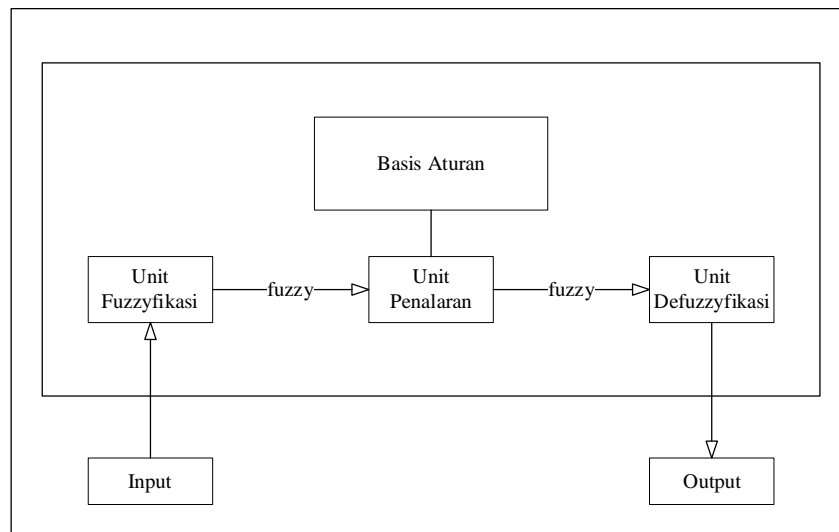 Basis Aturan
Unit
Fuzzyfikasi
fuzzy
Unit
Penalaran
fuzzy
Unit
Defuzzyfikasi
Input
Output